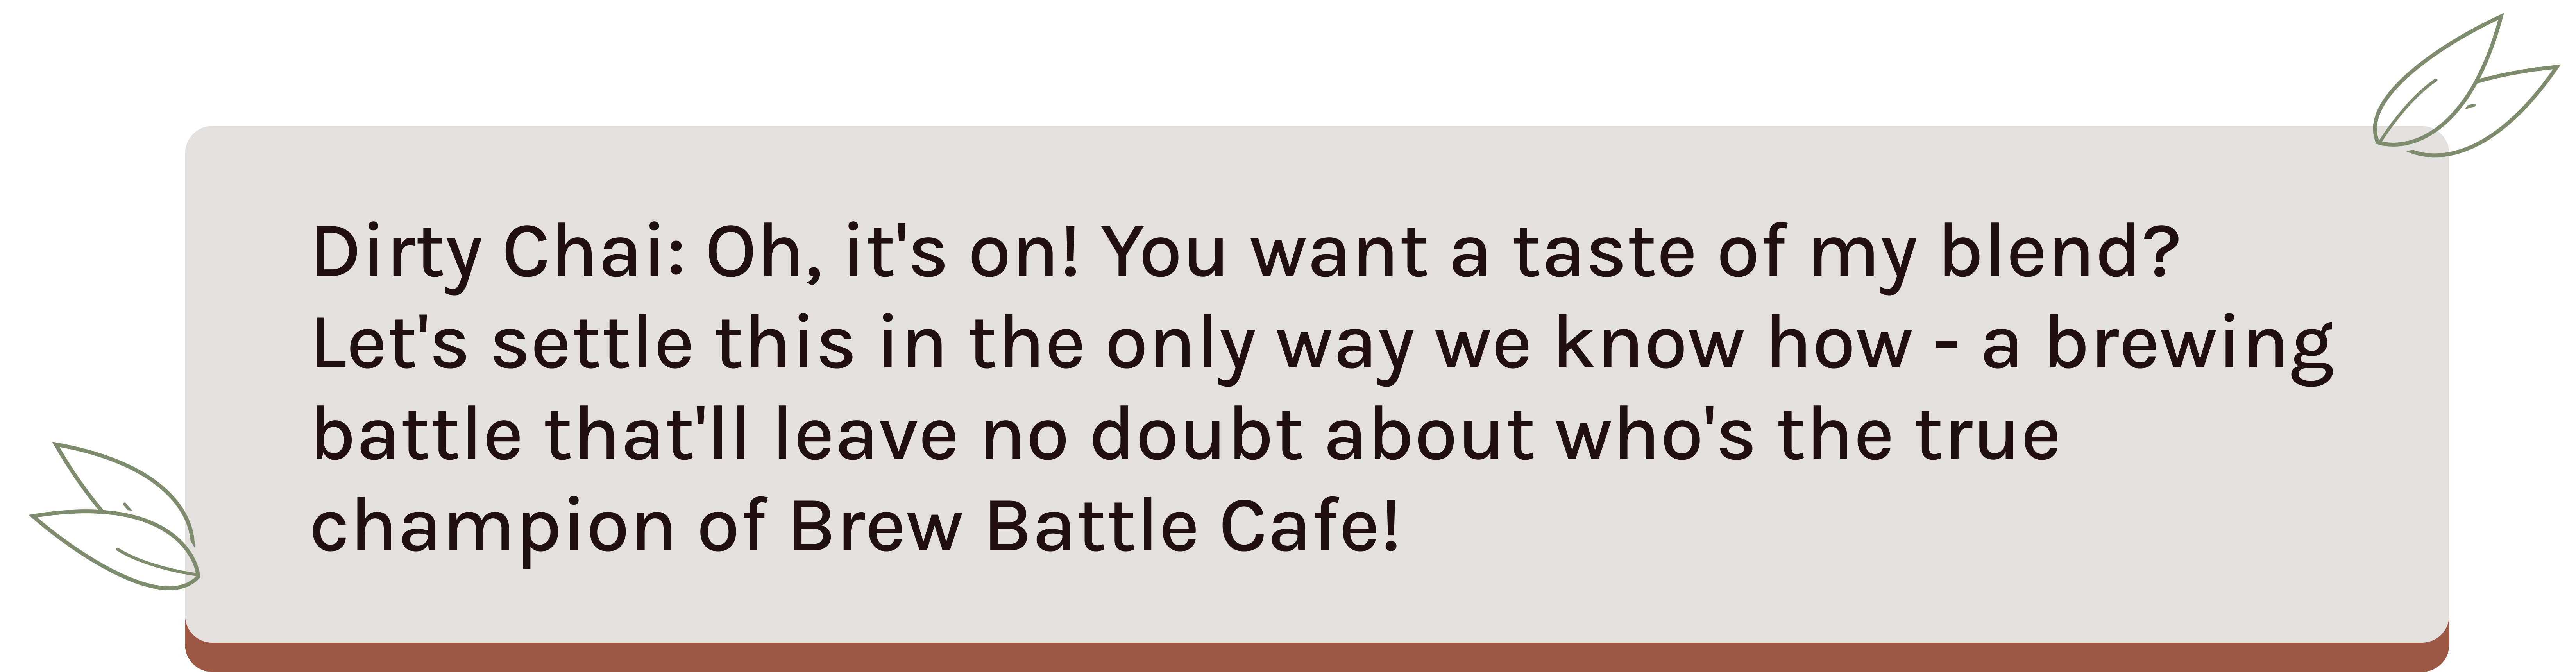 Dirty Chai: Oh, it's on! You want a taste of my blend?
Let's settle this in the only way we know how - a brewing
battle that'll leave no doubt about who's the true
champion of Brew Battle Cafe!